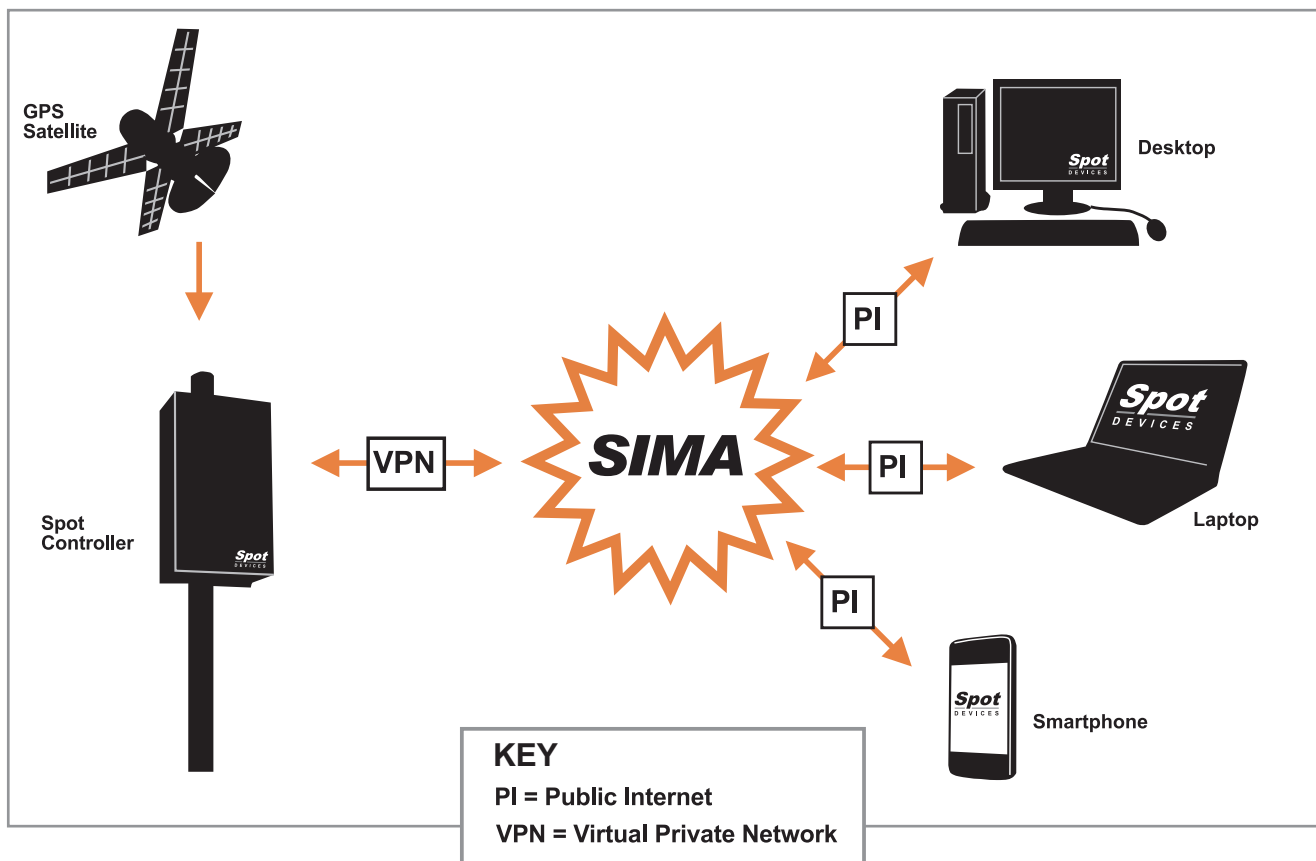 GPS
Satellite
Spot
DEVICES
Desktop
PI
Spot
DEVICES
VPN
SIMA
PI
Laptop
Spot
Controller
Spot
DEVICES
PI
Spot
DEVICES
Smartphone
KEY
PI = Public Internet
VPN = Virtual Private Network